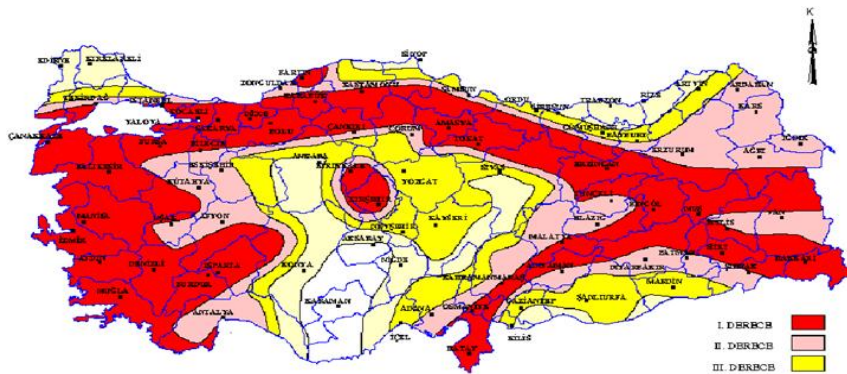 K
SİNOP
EDİRNE
KIRKLARELİ
BARTIN
ZONGULDAK
KASTAMONU
ARTVİN
ARDAHAN
TEKİRDAĞ
İSTANBUL
KARABÜK
SAMSUN
ORDU
GİRESUN
TRABZON
RİZE
KARS
KOCAELİ
YALOVA
SAKARYA
DÜZCE
BOLU
ÇANKIRI
ÇORUM
AMASYA
TOKAT
GÜMÜŞHANE
BAYBURT
IĞDIR
ÇANAKKALE
BURSA
BİLECİK
ERZURUM
AĞRI
BALIKESİR
ESKİŞEHİR
ANKARA
KIRIKKALE
YOZGAT
SİVAS
ERZİNCAN
KÜTAHYA
KIRŞEHİR
TUNCELİ
BİNGÖL
MUŞ
MANİSA
UŞAK
AFYON
NEVŞEHİR
KAYSERİ
ELAZIĞ
BİTLİS
VAN
İZMİR
AKSARAY
MALATYA
AYDIN
DENİZLİ
ISPARTA
KONYA
NİĞDE
KAHRAMANMARAŞ
ADIYAMAN
DİYARBAKIR
BATMAN
SİİRT
HAKKARİ
MUĞLA
BURDUR
KARAMAN
ADANA
OSMANİYE
GAZİANTEP
ŞANLIURFA
MARDİN
ANTALYA
İÇEL
KİLİS
HATAY
I. DERECE
II. DERECE
III. DERECE